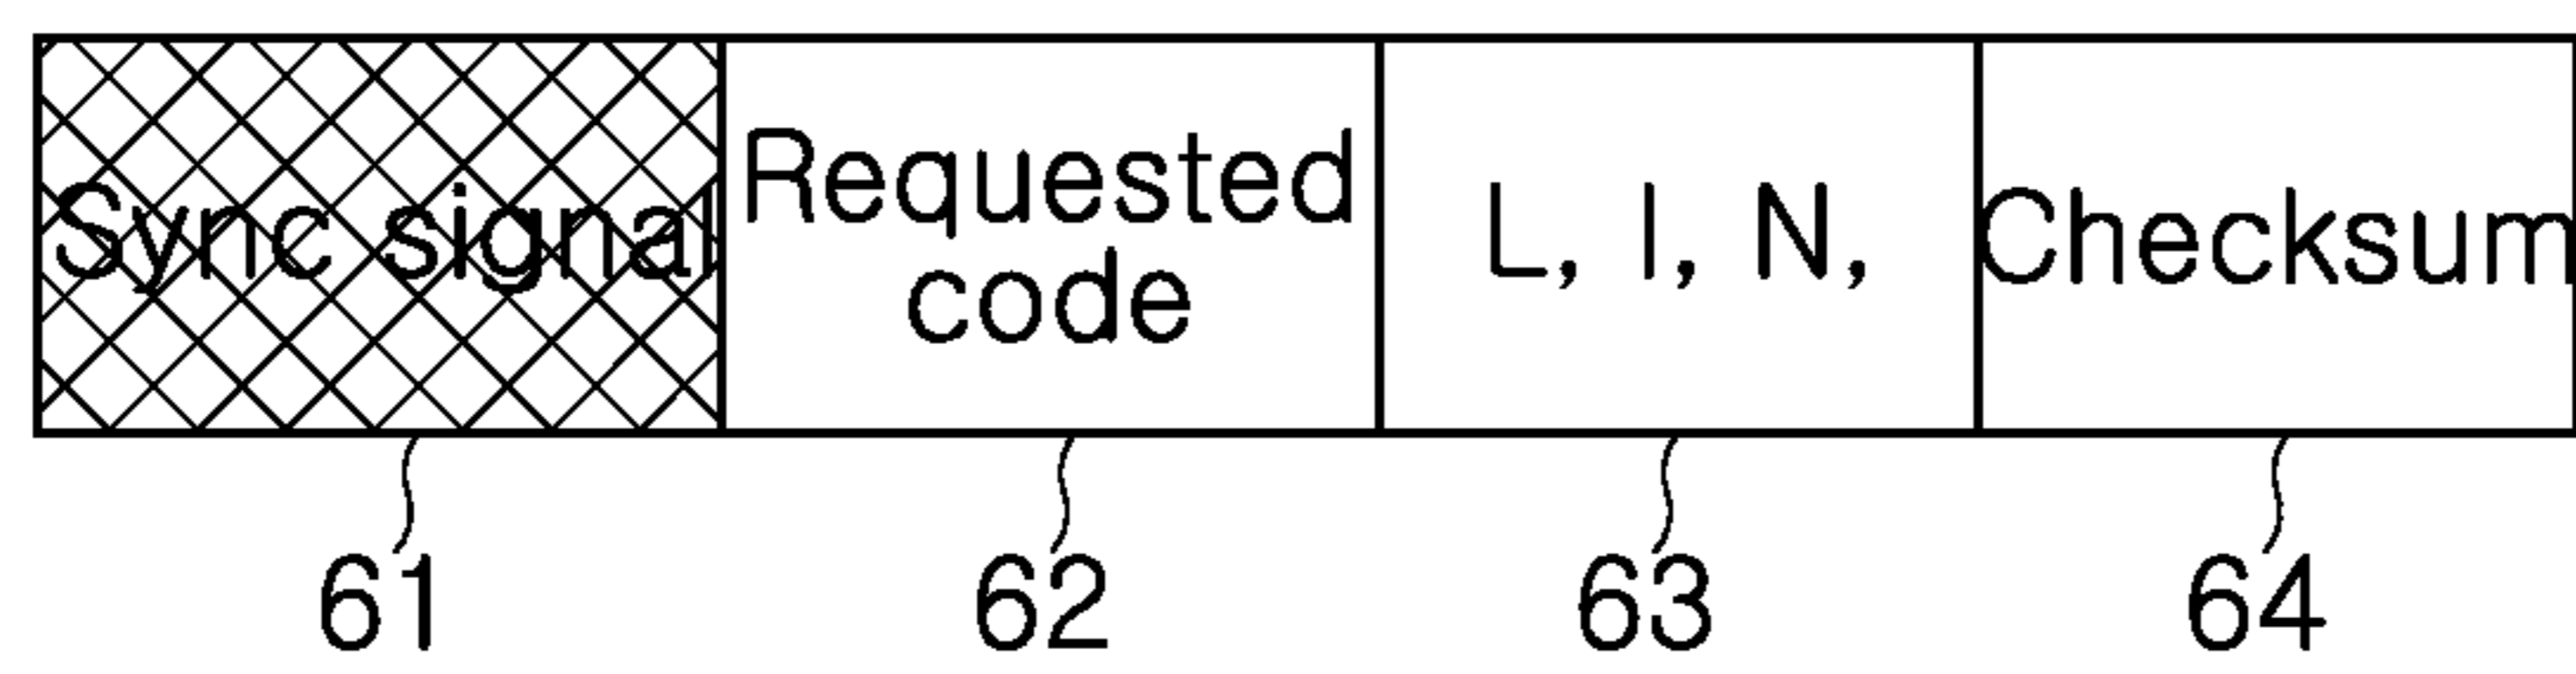 Sync signal
Requested
code
L, I, N,
Checksum
61
62
63
64